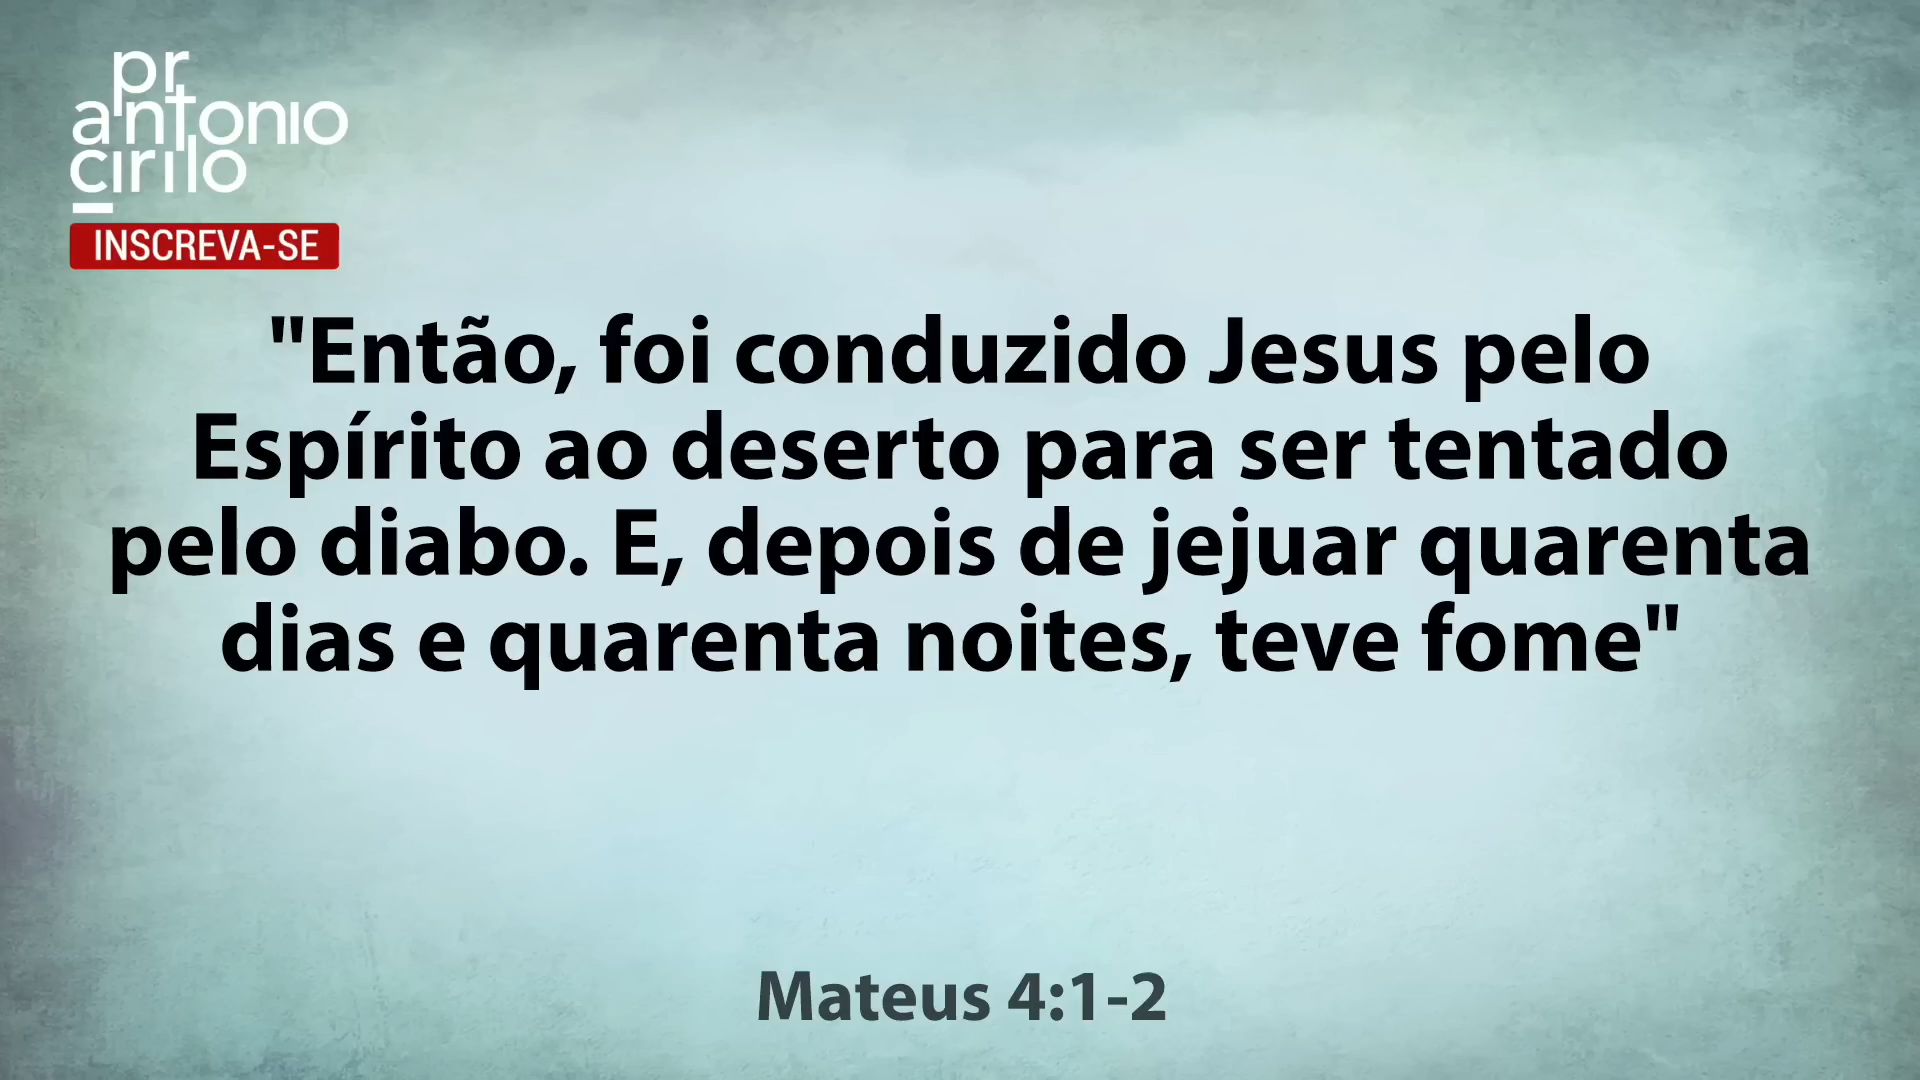 pr
antonio
cirilo
INSCREVA-SE
"Então, foi conduzido Jesus pelo
Espírito ao deserto para ser tentado
pelo diabo. E, depois de jejuar quarenta
dias e quarenta noites, teve fome"
Mateus 4:1-2